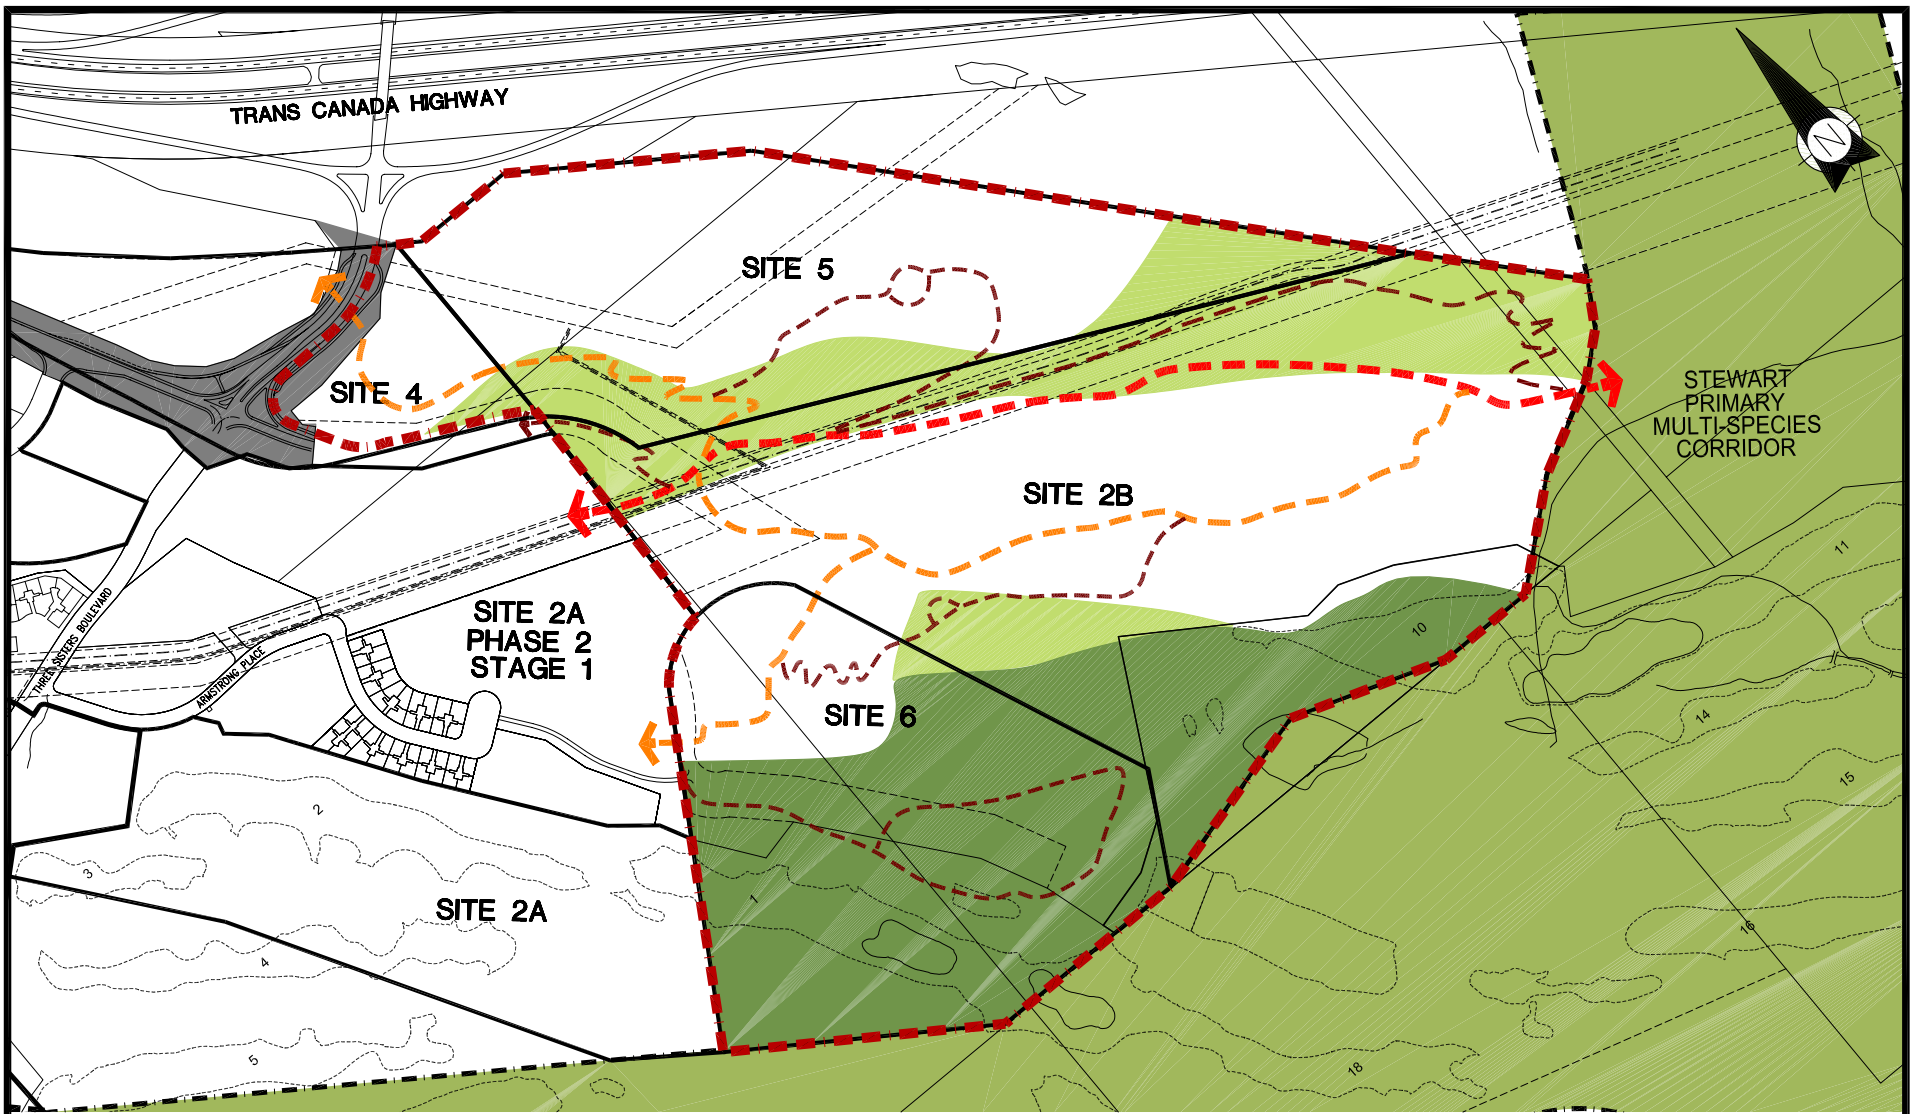 TRANS CANADA HIGHWAY
N
SITE 5
SITE 4
STEWART
PRIMARY
MULTI-SPECIES
CORRIDOR
SITE 2B
11
THREE SISTERS BOULEVARD
ARMSTRONG PLACE
SITE 2A
PHASE 2
STAGE 1
10
SITE 6
14
15
2
3
1
SITE 2A
16
4
5
18